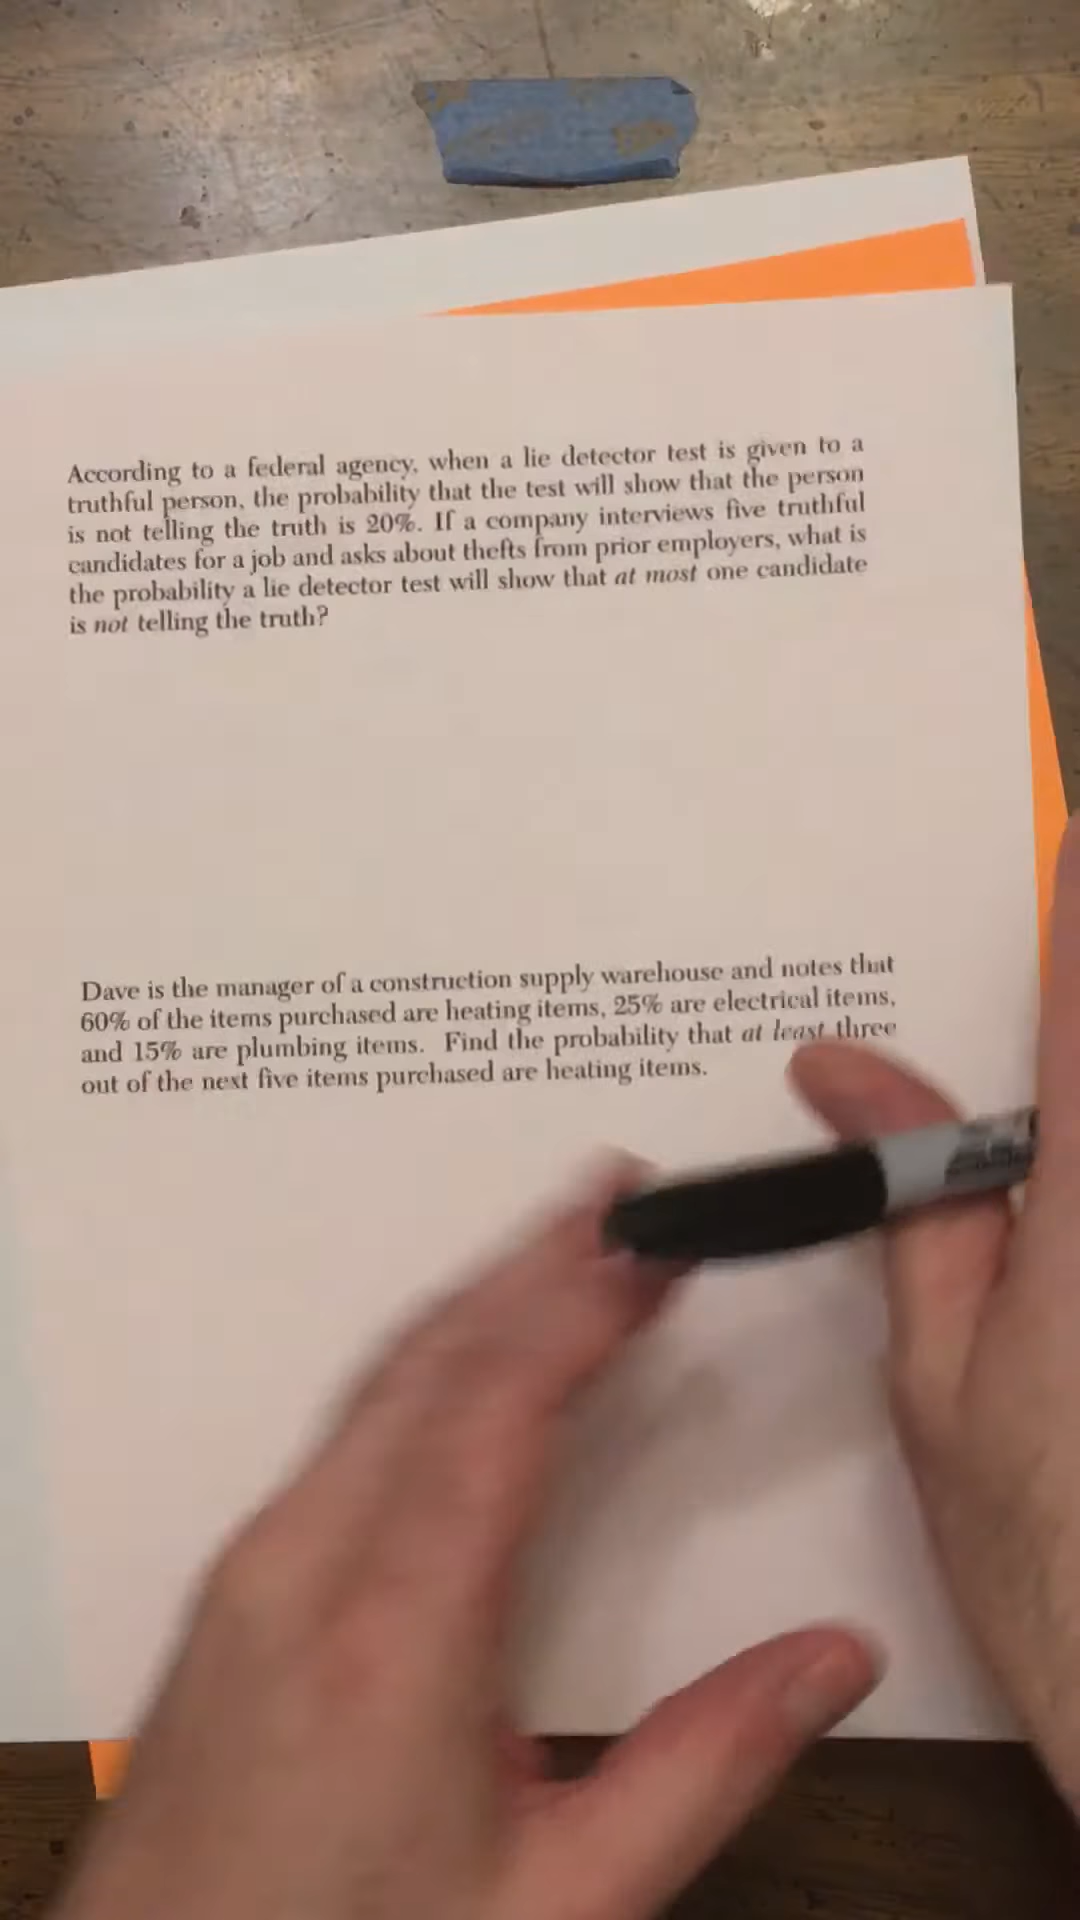 According to a federal agency, when a lie detector test is given to a
truthful person, the probability that the test will show that the person
is not telling the truth is 20%. If a company interviews five truthful
candidates for a job and asks about thefts from prior employers, what is
the probability a lie detector test will show that at most one candidate
is not telling the truth?
Dave is the manager of a construction supply warehouse and notes that
60% of the items purchased are heating items, 25% are electrical items,
and 15% are plumbing items. Find the probability that at least three
out of the next five items purchased are heating items.